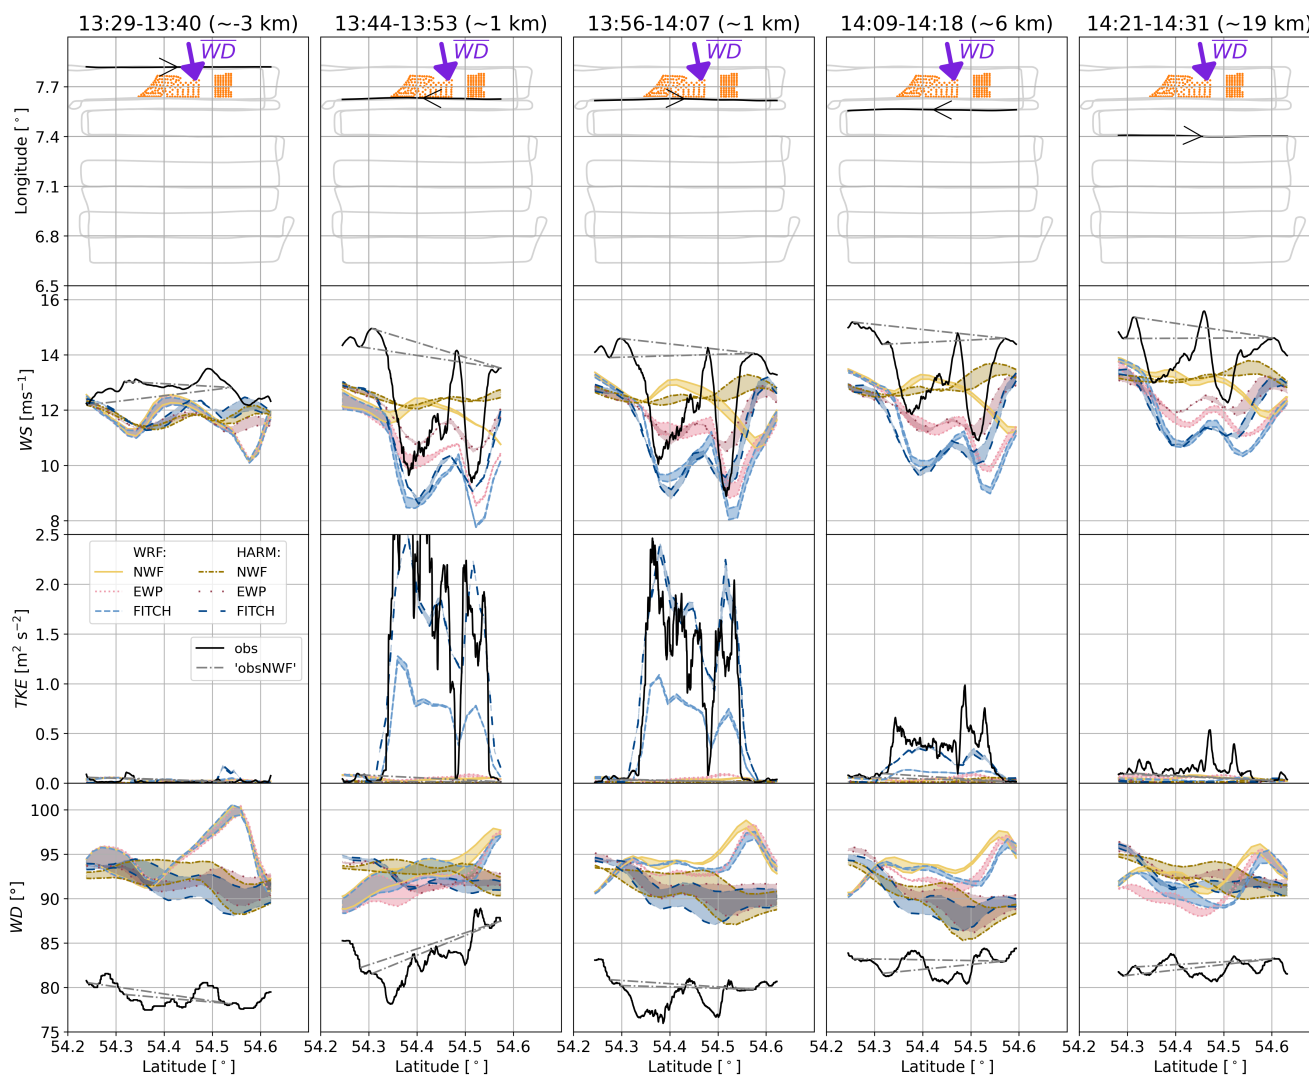 13:29-13:40 (~-3 km) 13:44-13:53 (~1 km) 13:56-14:07 (~1 km) 14:09-14:18 (~6 km) 14:21-14:31 (~19 km)
WD WD WD WD WD
Longitude [°]
7.7
7.4
7.1
6.8
6.5
WS [ms⁻¹]
16
14
12
10
8
TKE [m² s⁻²]
2.5
2.0
1.5
1.0
0.5
0.0
WRF: HARM:
NWF NWF
EWP EWP
FITCH FITCH
obs
'obsNWF'
WD [°]
100
95
90
85
80
75
54.2 54.3 54.4 54.5 54.6 54.2 54.3 54.4 54.5 54.6 54.2 54.3 54.4 54.5 54.6 54.2 54.3 54.4 54.5 54.6 54.2 54.3 54.4 54.5 54.6
Latitude [°] Latitude [°] Latitude [°] Latitude [°] Latitude [°]